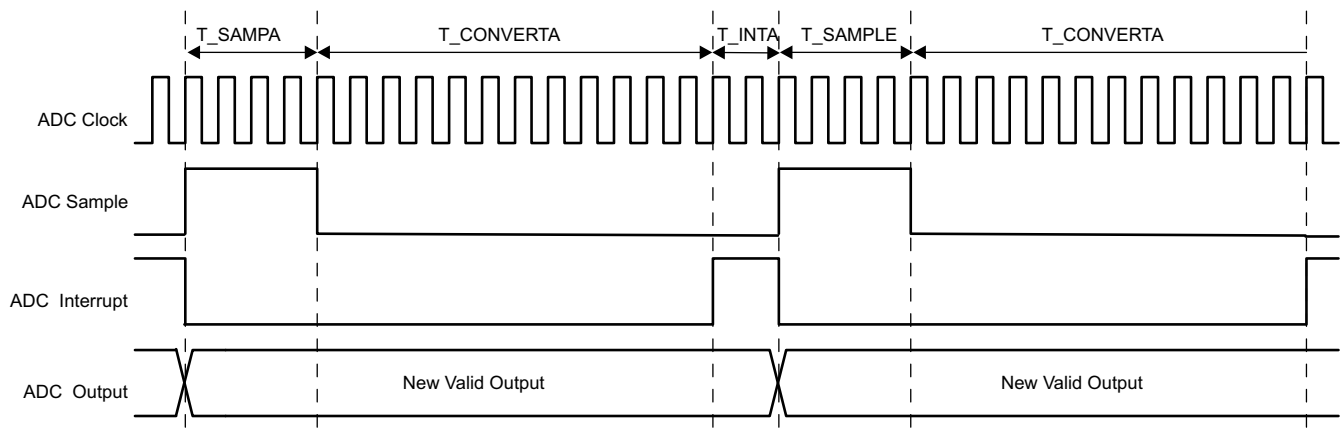 T_SAMPA T_CONVERTA T_INTA T_SAMPLE T_CONVERTA
ADC Clock
ADC Sample
ADC Interrupt
ADC Output New Valid Output New Valid Output